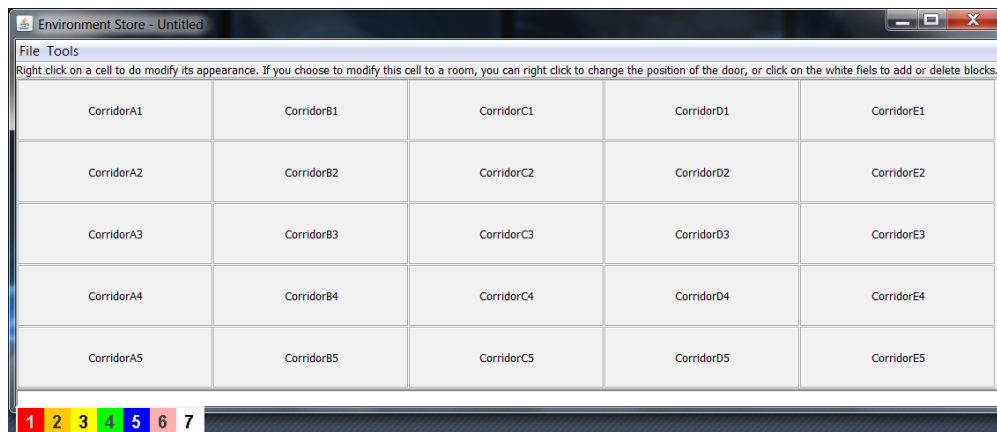 Environment Store - Untitled
File Tools
Right click on a cell to do modify its appearance. If you choose to modify this cell to a room, you can right click to change the position of the door, or click on the white fiels to add or delete blocks.
CorridorA1 CorridorB1 CorridorC1 CorridorD1 CorridorE1
CorridorA2 CorridorB2 CorridorC2 CorridorD2 CorridorE2
CorridorA3 CorridorB3 CorridorC3 CorridorD3 CorridorE3
CorridorA4 CorridorB4 CorridorC4 CorridorD4 CorridorE4
CorridorA5 CorridorB5 CorridorC5 CorridorD5 CorridorE5
1 2 3 4 5 6 7